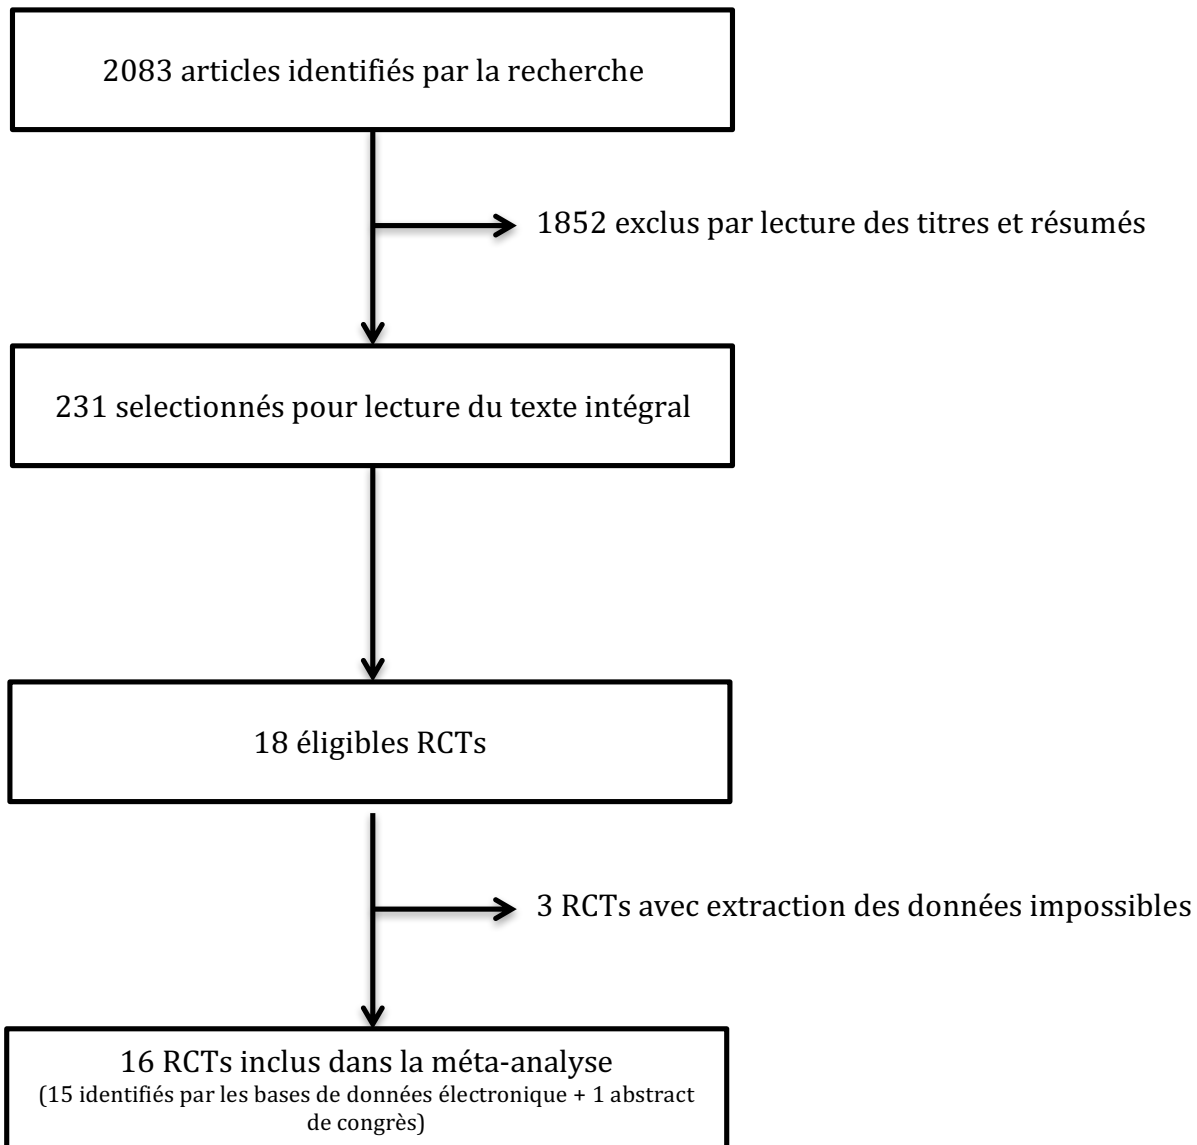 2083 articles identifiés par la recherche
1852 exclus par lecture des titres et résumés
231 selectionnés pour lecture du texte intégral
18 éligibles RCTs
3 RCTs avec extraction des données impossibles
16 RCTs inclus dans la méta-analyse
(15 identifiés par les bases de données électronique + 1 abstract
de congrès)